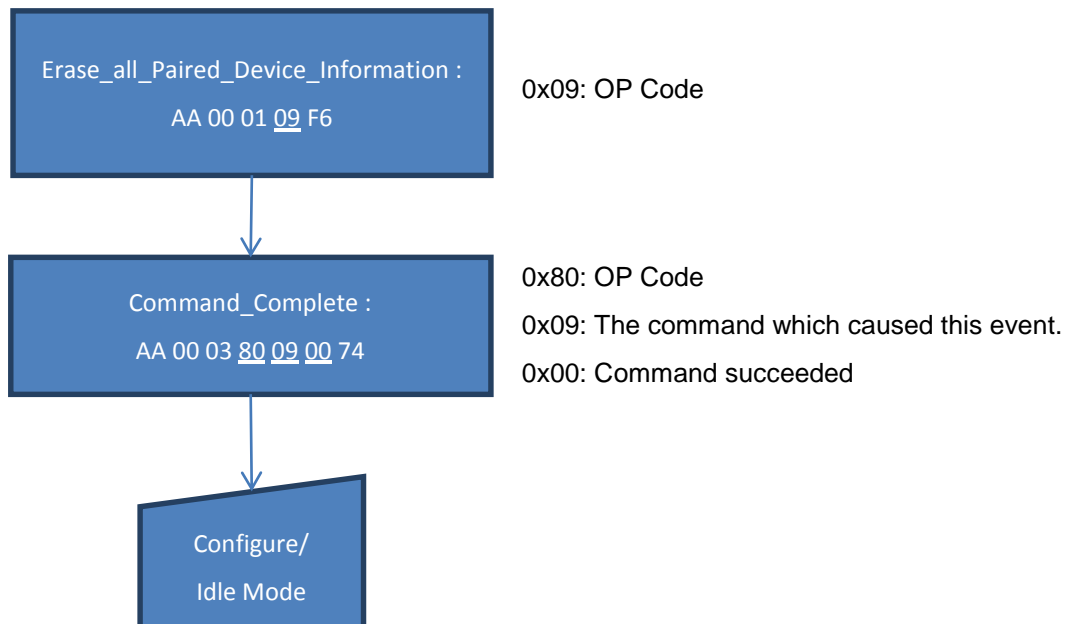 Erase_all_Paired_Device_Information :
AA 00 01 09 F6
0x09: OP Code
Command_Complete :
AA 00 03 80 09 00 74
0x80: OP Code
0x09: The command which caused this event.
0x00: Command succeeded
Configure/
Idle Mode